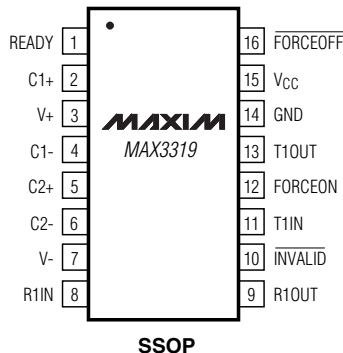 READY 1
C1+ 2
V+ 3
C1- 4
C2+ 5
C2- 6
V- 7
R1IN 8
MAXIM
MAX3319
16 FORCEOFF
15 VCC
14 GND
13 T1OUT
12 FORCEON
11 T1IN
10 INVALID
9 R1OUT
SSOP